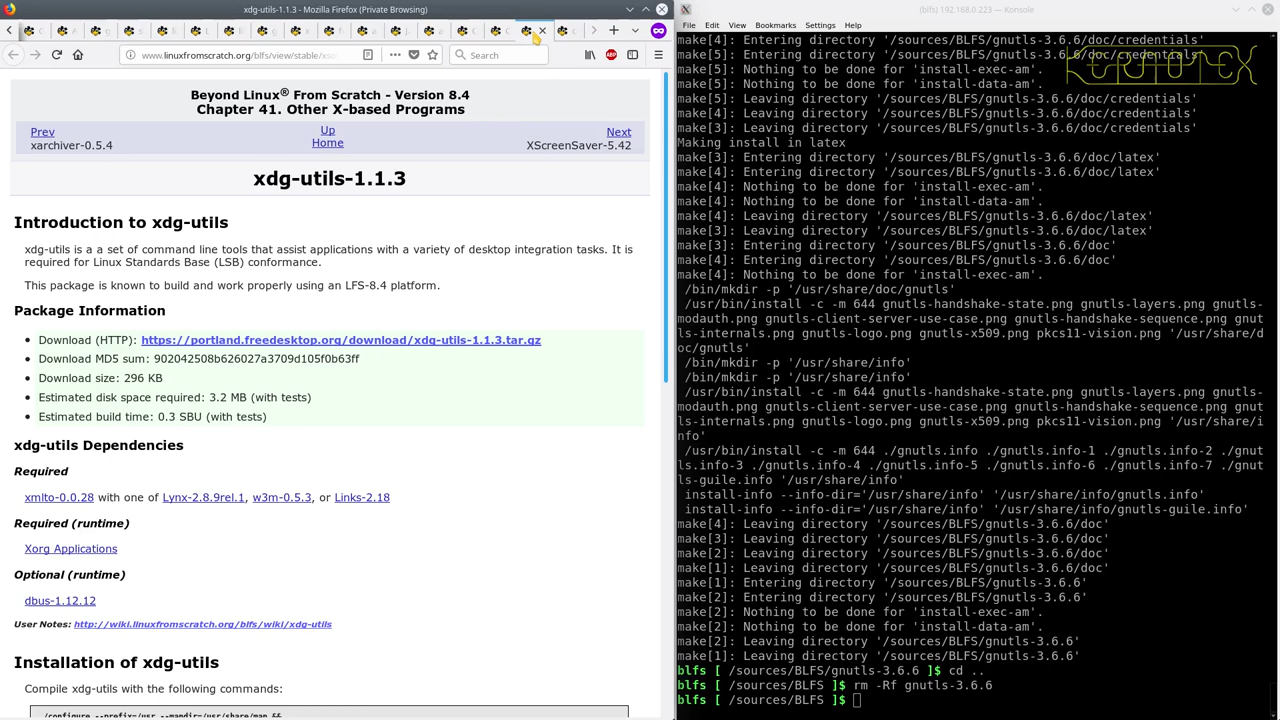 xdg-utils-1.1.3 - Mozilla Firefox (Private Browsing)
www.linuxfromscratch.org/blfs/view/stable/xso
Search
Beyond Linux® From Scratch - Version 8.4
Chapter 41. Other X-based Programs
Prev
Up
Next
xarchiver-0.5.4
Home
XScreenSaver-5.42
xdg-utils-1.1.3
Introduction to xdg-utils
xdg-utils is a a set of command line tools that assist applications with a variety of desktop integration tasks. It is
required for Linux Standards Base (LSB) conformance.
This package is known to build and work properly using an LFS-8.4 platform.
Package Information
Download (HTTP): https://portland.freedesktop.org/download/xdg-utils-1.1.3.tar.gz
Download MD5 sum: 902042508b626027a3709d105f0b63ff
Download size: 296 KB
Estimated disk space required: 3.2 MB (with tests)
Estimated build time: 0.3 SBU (with tests)
xdg-utils Dependencies
Required
xmlto-0.0.28 with one of Lynx-2.8.9rel.1, w3m-0.5.3, or Links-2.18
Required (runtime)
Xorg Applications
Optional (runtime)
dbus-1.12.12
User Notes: http://wiki.linuxfromscratch.org/blfs/wiki/xdg-utils
Installation of xdg-utils
Compile xdg-utils with the following commands:
./configure --prefix=/usr --mandir=/usr/share/man &&
(blfs) 192.168.0.223 — Konsole
File Edit View Bookmarks Settings Help
make[4]: Entering directory '/sources/BLFS/gnutls-3.6.6/doc/credentials'
make[5]: Entering directory '/sources/BLFS/gnutls-3.6.6/doc/credentials'
make[5]: Nothing to be done for 'install-exec-am'.
make[5]: Nothing to be done for 'install-data-am'.
make[5]: Leaving directory '/sources/BLFS/gnutls-3.6.6/doc/credentials'
make[4]: Leaving directory '/sources/BLFS/gnutls-3.6.6/doc/credentials'
make[3]: Leaving directory '/sources/BLFS/gnutls-3.6.6/doc/credentials'
Making install in latex
make[3]: Entering directory '/sources/BLFS/gnutls-3.6.6/doc/latex'
make[4]: Entering directory '/sources/BLFS/gnutls-3.6.6/doc/latex'
make[4]: Nothing to be done for 'install-exec-am'.
make[4]: Nothing to be done for 'install-data-am'.
make[4]: Leaving directory '/sources/BLFS/gnutls-3.6.6/doc/latex'
make[3]: Leaving directory '/sources/BLFS/gnutls-3.6.6/doc/latex'
make[3]: Entering directory '/sources/BLFS/gnutls-3.6.6/doc'
make[4]: Entering directory '/sources/BLFS/gnutls-3.6.6/doc'
make[4]: Nothing to be done for 'install-exec-am'.
/bin/mkdir -p '/usr/share/doc/gnutls'
/usr/bin/install -c -m 644 gnutls-handshake-state.png gnutls-layers.png gnutls-
modauth.png gnutls-client-server-use-case.png gnutls-handshake-sequence.png gnut
ls-internals.png gnutls-logo.png gnutls-x509.png pkcs11-vision.png '/usr/share/d
oc/gnutls'
/bin/mkdir -p '/usr/share/info'
/bin/mkdir -p '/usr/share/info'
/usr/bin/install -c -m 644 gnutls-handshake-state.png gnutls-layers.png gnutls-
modauth.png gnutls-client-server-use-case.png gnutls-handshake-sequence.png gnut
ls-internals.png gnutls-logo.png gnutls-x509.png pkcs11-vision.png '/usr/share/i
nfo'
/usr/bin/install -c -m 644 ./gnutls.info ./gnutls.info-1 ./gnutls.info-2 ./gnut
ls.info-3 ./gnutls.info-4 ./gnutls.info-5 ./gnutls.info-6 ./gnutls.info-7 ./gnut
ls-guile.info '/usr/share/info'
install-info --info-dir='/usr/share/info' '/usr/share/info/gnutls.info'
install-info --info-dir='/usr/share/info' '/usr/share/info/gnutls-guile.info'
make[4]: Leaving directory '/sources/BLFS/gnutls-3.6.6/doc'
make[3]: Leaving directory '/sources/BLFS/gnutls-3.6.6/doc'
make[2]: Leaving directory '/sources/BLFS/gnutls-3.6.6/doc'
make[1]: Leaving directory '/sources/BLFS/gnutls-3.6.6/doc'
make[1]: Entering directory '/sources/BLFS/gnutls-3.6.6'
make[2]: Entering directory '/sources/BLFS/gnutls-3.6.6'
make[2]: Nothing to be done for 'install-exec-am'.
make[2]: Nothing to be done for 'install-data-am'.
make[2]: Leaving directory '/sources/BLFS/gnutls-3.6.6'
make[1]: Leaving directory '/sources/BLFS/gnutls-3.6.6'
blfs [ /sources/BLFS/gnutls-3.6.6 ]$ cd ..
blfs [ /sources/BLFS ]$ rm -Rf gnutls-3.6.6
blfs [ /sources/BLFS ]$